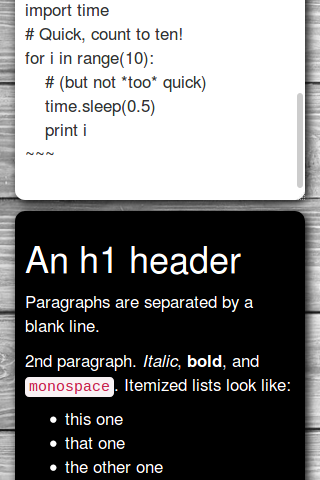 import time
# Quick, count to ten!
for i in range(10):
    # (but not *too* quick)
    time.sleep(0.5)
    print i
~~~
An h1 header
Paragraphs are separated by a
blank line.
2nd paragraph. Italic, bold, and
monospace. Itemized lists look like:
• this one
• that one
• the other one